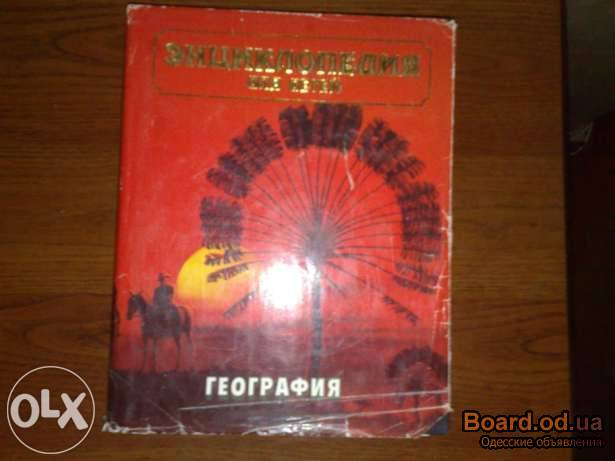 ЭНЦИКЛОПЕДИЯ
ДЛЯ ДЕТЕЙ
ГЕОГРАФИЯ
OLX
Board.od.ua
Одесские объявления